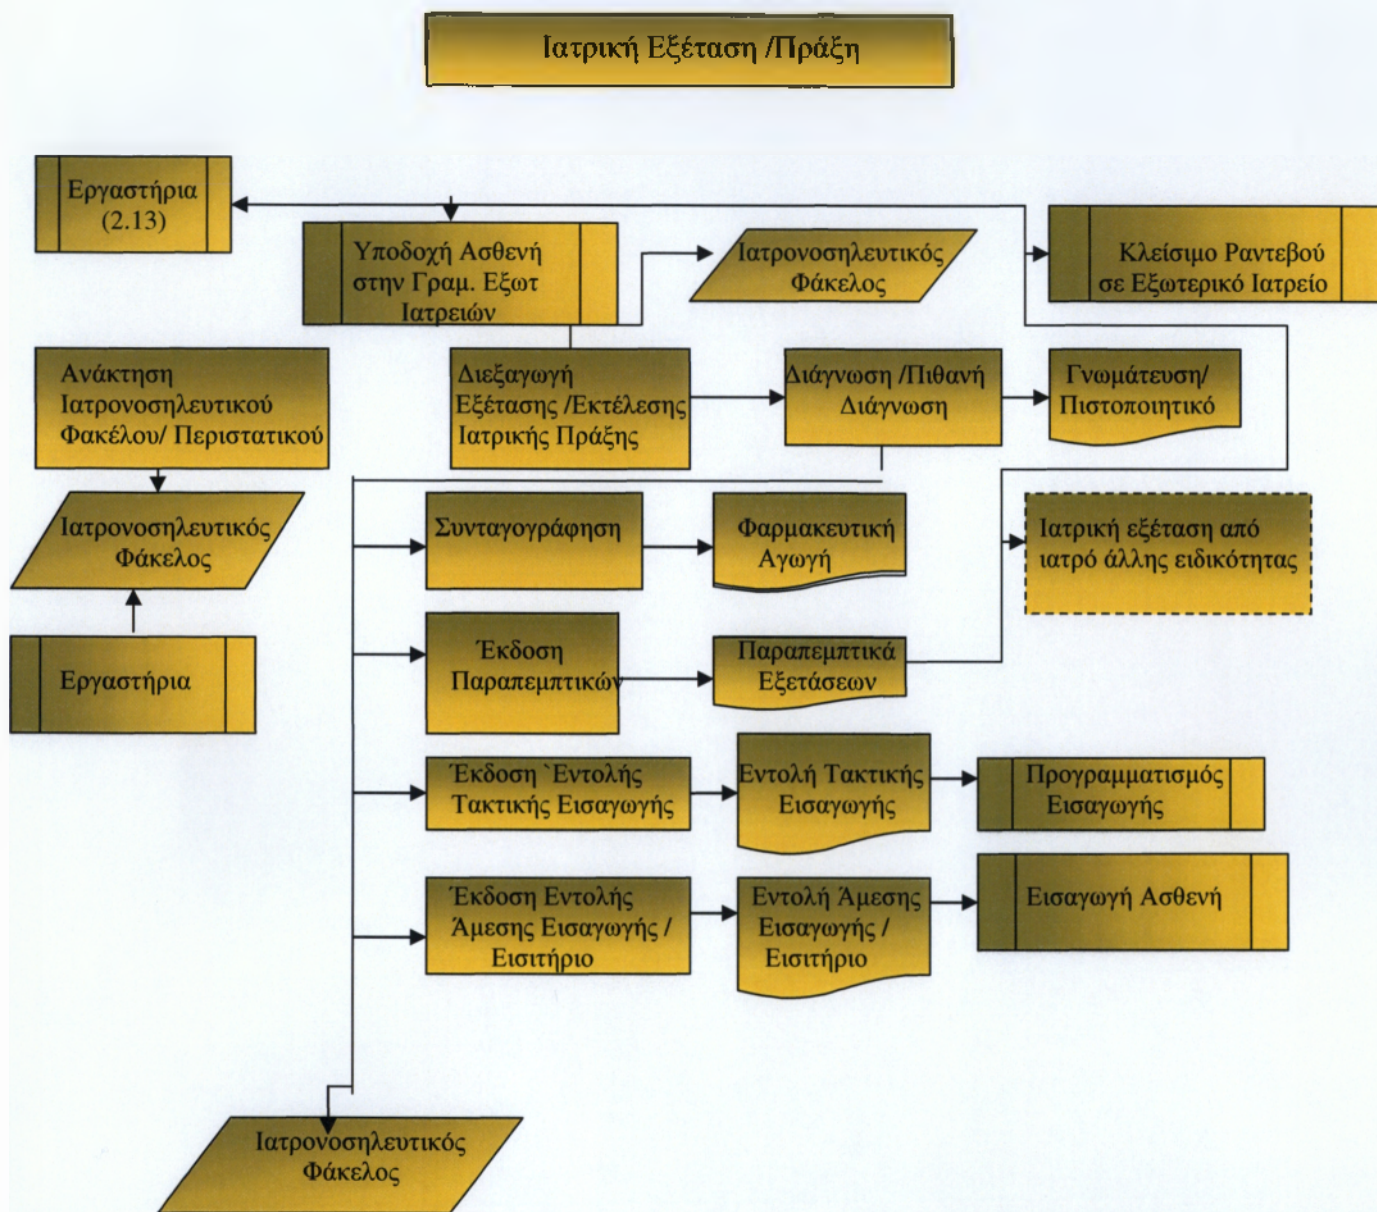 Ιατρική Εξέταση /Πράξη
Εργαστήρια
(2.13)
Υποδοχή Ασθενή
στην Γραμ. Εξωτ
Ιατρειών
Ιατρονοσηλευτικός
Φάκελος
Κλείσιμο Ραντεβού
σε Εξωτερικό Ιατρείο
Ανάκτηση
Ιατρονοσηλευτικού
Φακέλου/ Περιστατικού
Διεξαγωγή
Εξέτασης /Εκτέλεσης
Ιατρικής Πράξης
Διάγνωση /Πιθανή
Διάγνωση
Γνωμάτευση/
Πιστοποιητικό
Ιατρονοσηλευτικός
Φάκελος
Συνταγογράφηση
Φαρμακευτική
Αγωγή
Ιατρική εξέταση από
ιατρό άλλης ειδικότητας
Εργαστήρια
Έκδοση
Παραπεμπτικών
Παραπεμπτικά
Εξετάσεων
Έκδοση `Εντολής
Τακτικής Εισαγωγής
Εντολή Τακτικής
Εισαγωγής
Προγραμματισμός
Εισαγωγής
Έκδοση Εντολής
Άμεσης Εισαγωγής /
Εισιτήριο
Εντολή Άμεσης
Εισαγωγής /
Εισιτήριο
Εισαγωγή Ασθενή
Ιατρονοσηλευτικός
Φάκελος